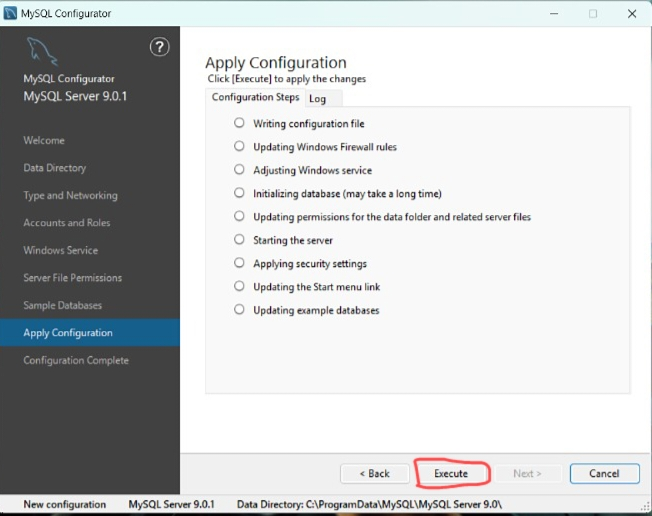 MySQL Configurator
?
MySQL Configurator
MySQL Server 9.0.1
Welcome
Data Directory
Type and Networking
Accounts and Roles
Windows Service
Server File Permissions
Sample Databases
Apply Configuration
Configuration Complete
Apply Configuration
Click [Execute] to apply the changes
Configuration Steps Log
Writing configuration file
Updating Windows Firewall rules
Adjusting Windows service
Initializing database (may take a long time)
Updating permissions for the data folder and related server files
Starting the server
Applying security settings
Updating the Start menu link
Updating example databases
< Back Execute Next > Cancel
New configuration MySQL Server 9.0.1 Data Directory: C:\ProgramData\MySQL\MySQL Server 9.0\